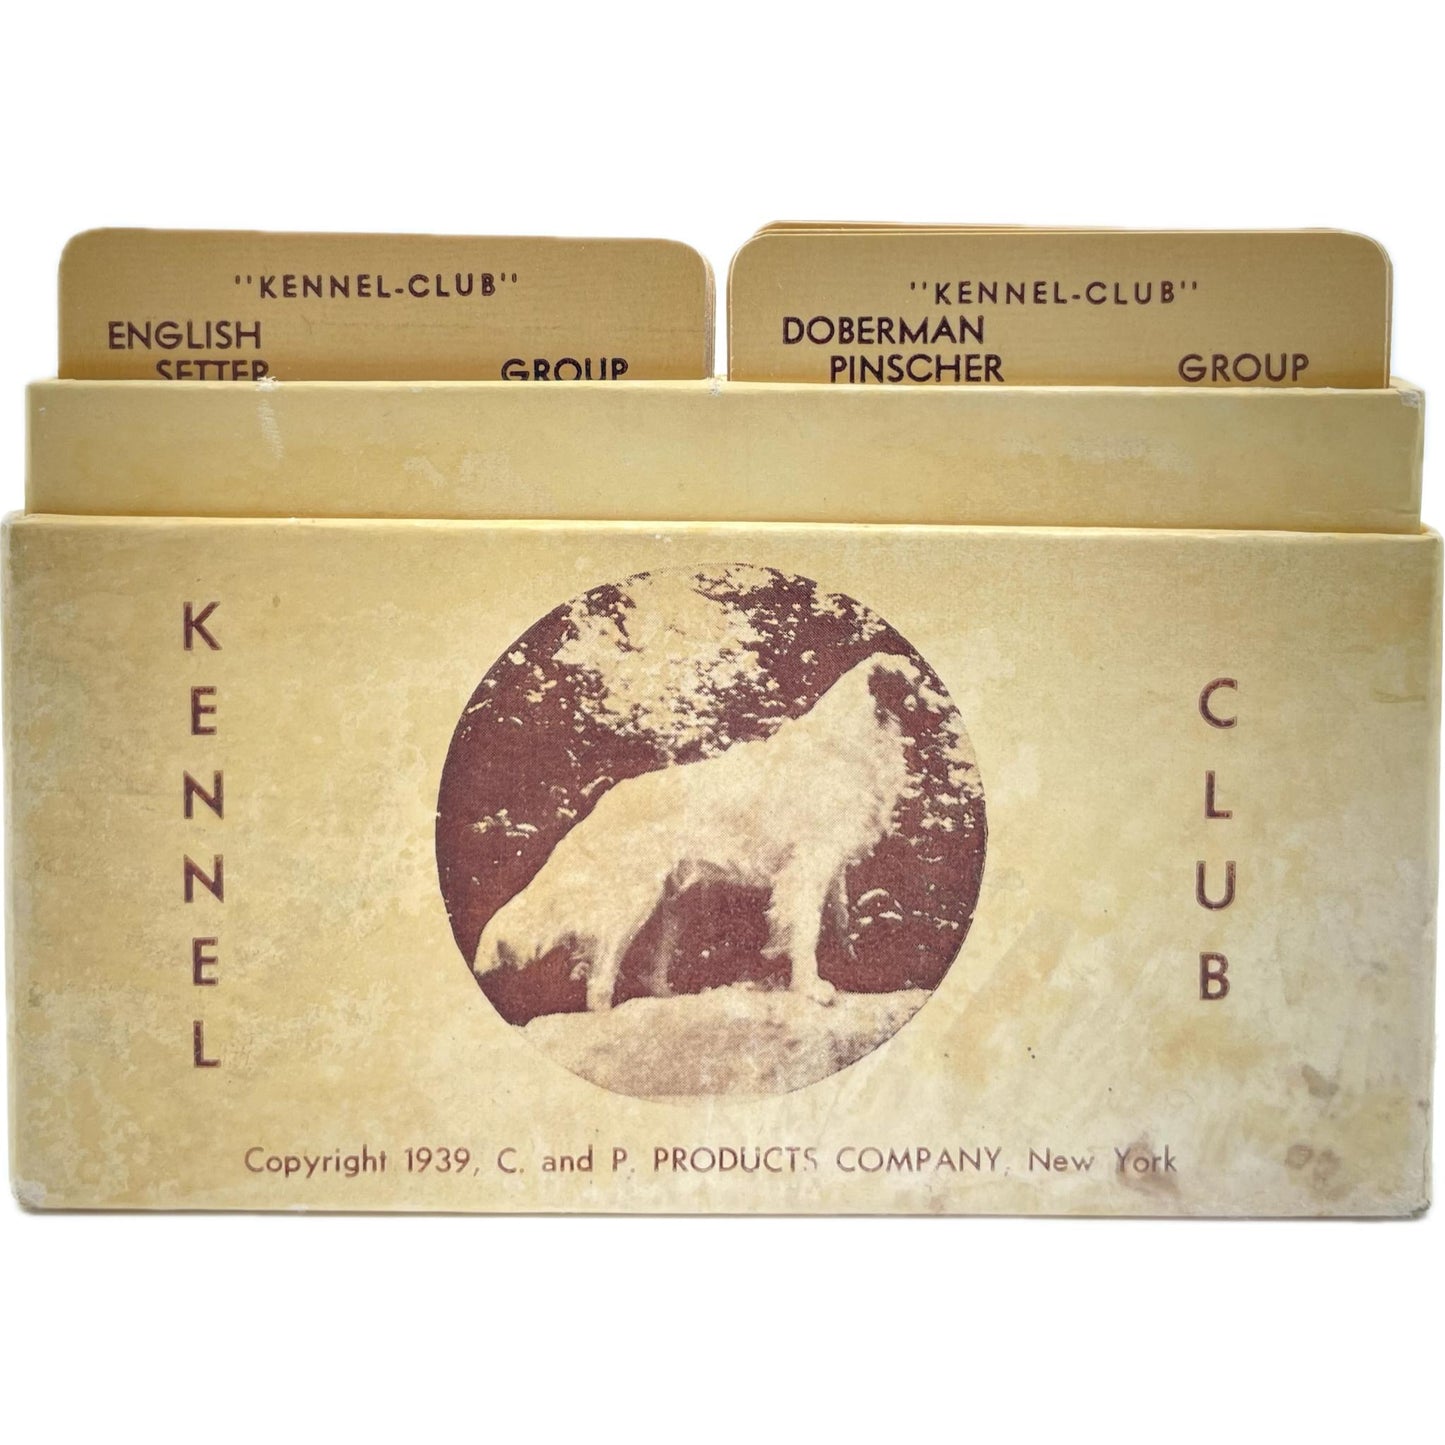 "KENNEL-CLUB"
ENGLISH
SETTER GROUP
"KENNEL-CLUB"
DOBERMAN
PINSCHER GROUP
KENNEL
CLUB
Copyright 1939, C. and P. PRODUCTS COMPANY, New York